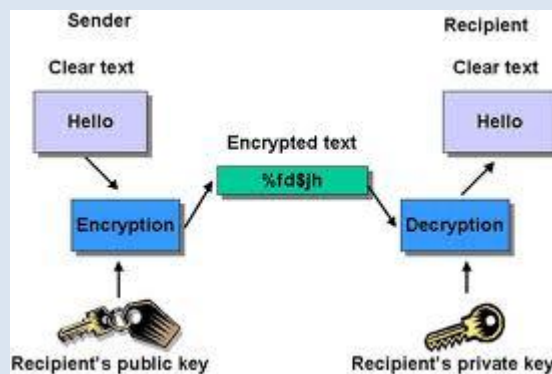 Sender
Recipient
Clear text
Clear text
Hello
Hello
Encrypted text
%fd$jh
Encryption
Decryption
Recipient's public key
Recipient's private key